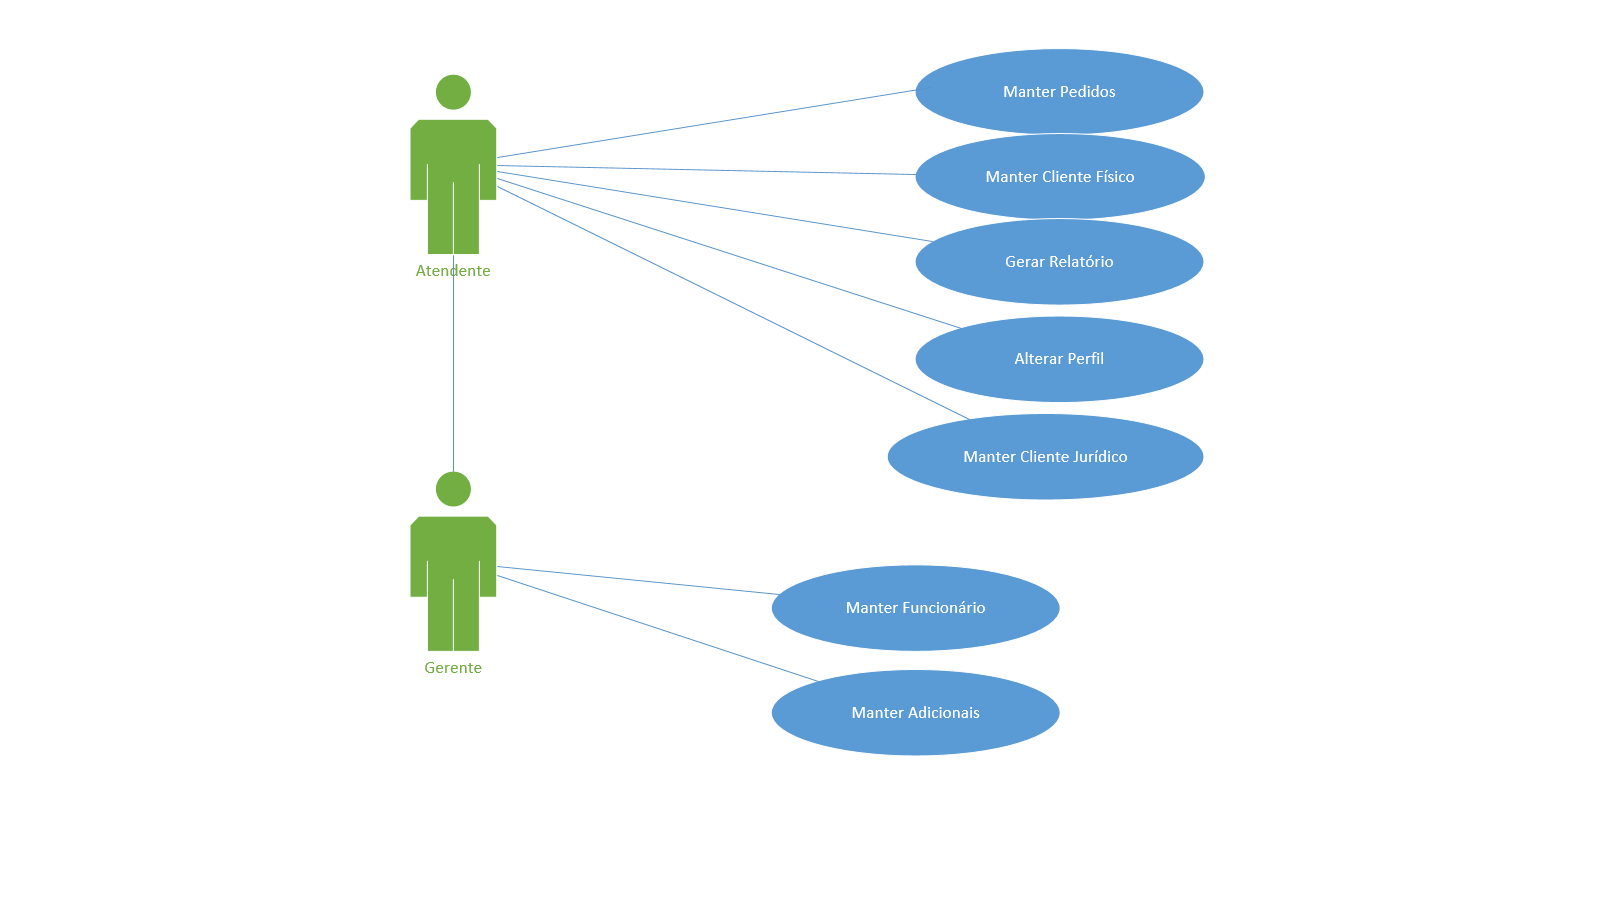 Manter Pedidos
Manter Cliente Físico
Gerar Relatório
Atendente
Alterar Perfil
Manter Cliente Jurídico
Manter Funcionário
Gerente
Manter Adicionais